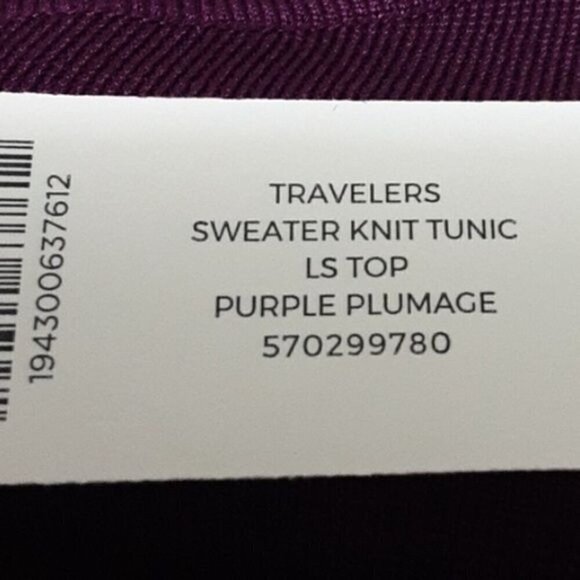 TRAVELERS
SWEATER KNIT TUNIC
LS TOP
PURPLE PLUMAGE
570299780
194300637612